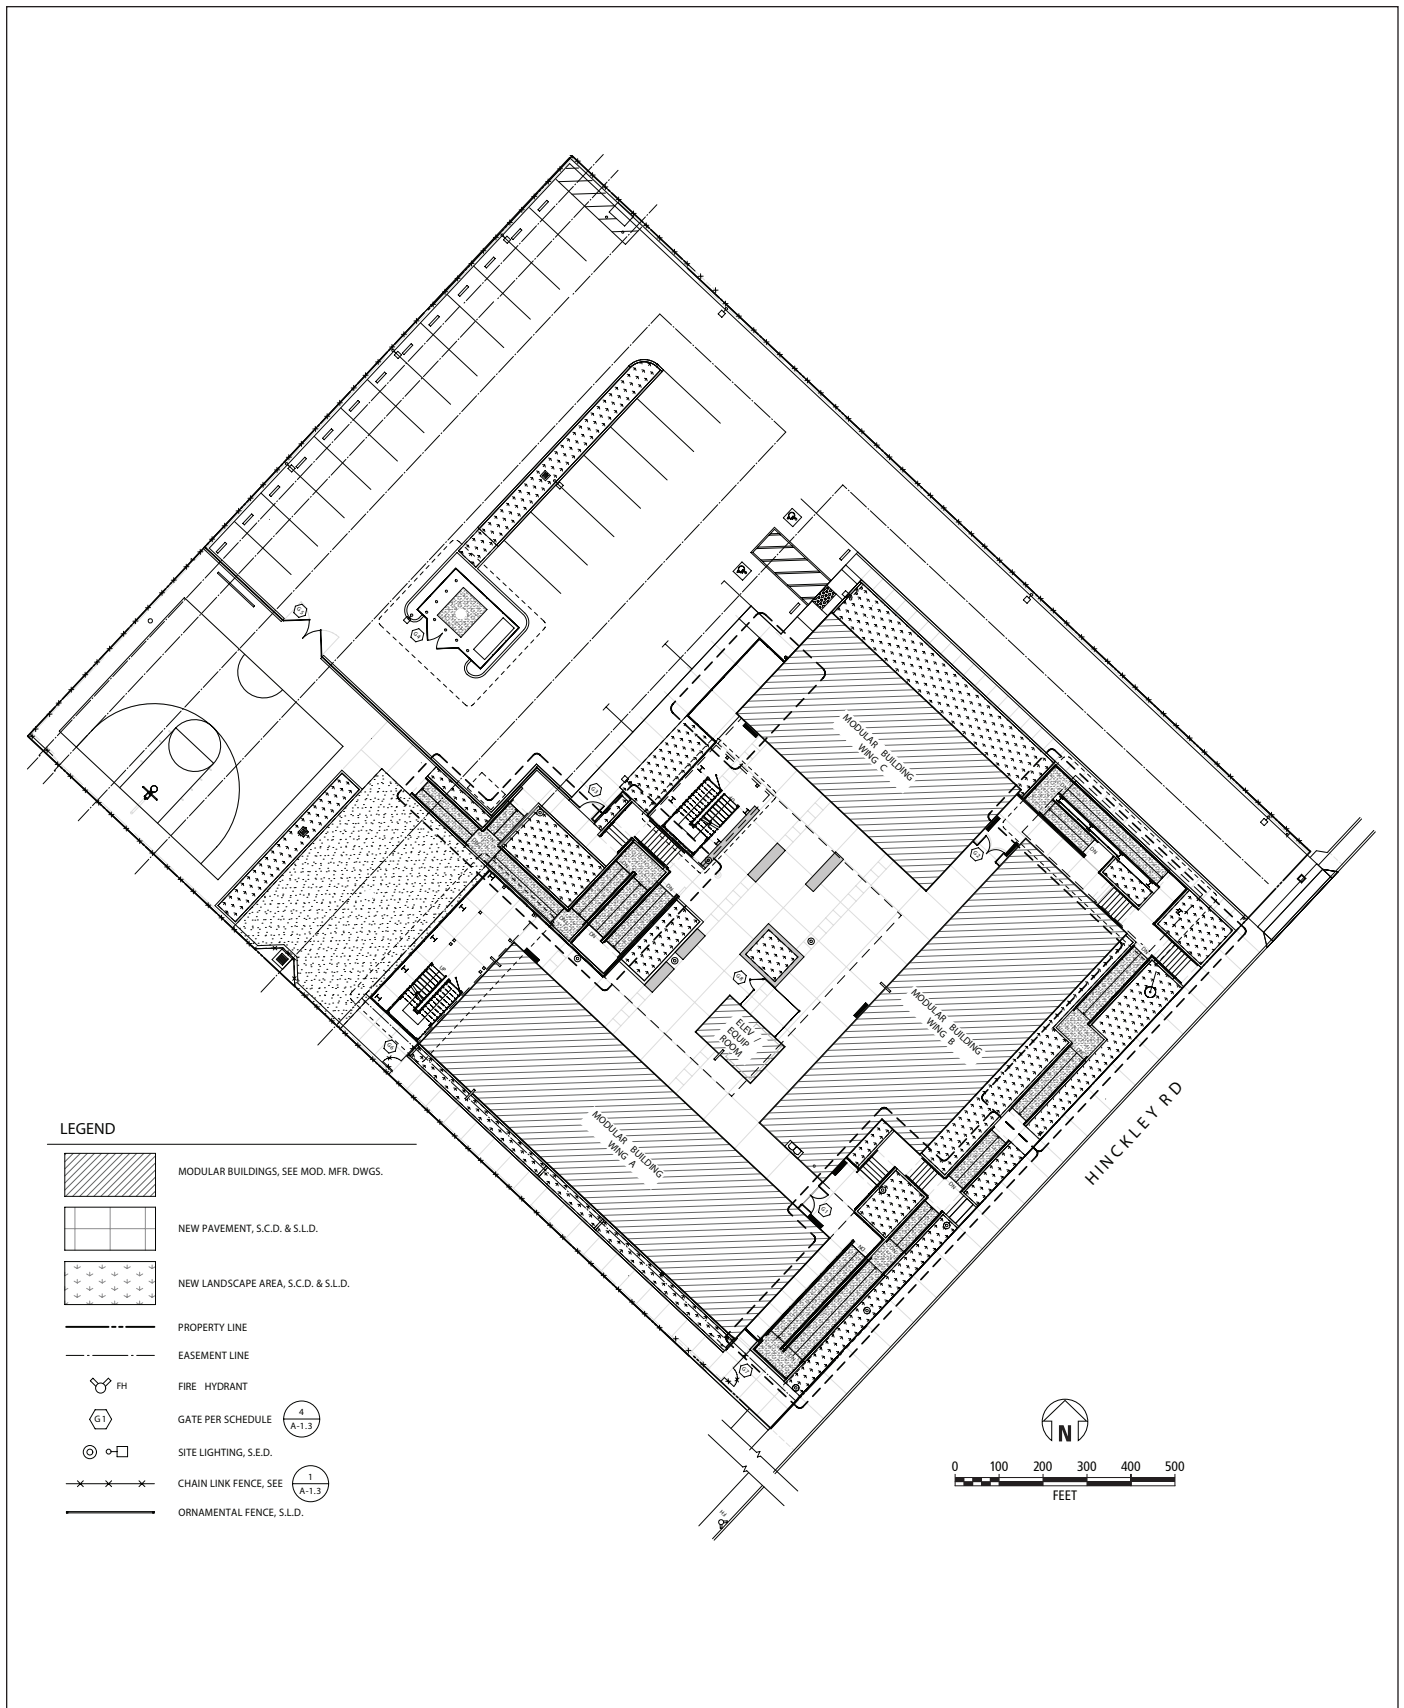 MODULAR BUILDING
WING C
MODULAR BUILDING
WING B
ELEV /
EQUIP
ROOM
MODULAR BUILDING
WING A
HINCKLEY RD
LEGEND
MODULAR BUILDINGS, SEE MOD. MFR. DWGS.
NEW PAVEMENT, S.C.D. & S.L.D.
NEW LANDSCAPE AREA, S.C.D. & S.L.D.
PROPERTY LINE
EASEMENT LINE
FH FIRE HYDRANT
G1 GATE PER SCHEDULE 4
A-1.3
SITE LIGHTING, S.E.D.
CHAIN LINK FENCE, SEE 1
A-1.3
ORNAMENTAL FENCE, S.L.D.
N
0 100 200 300 400 500
FEET